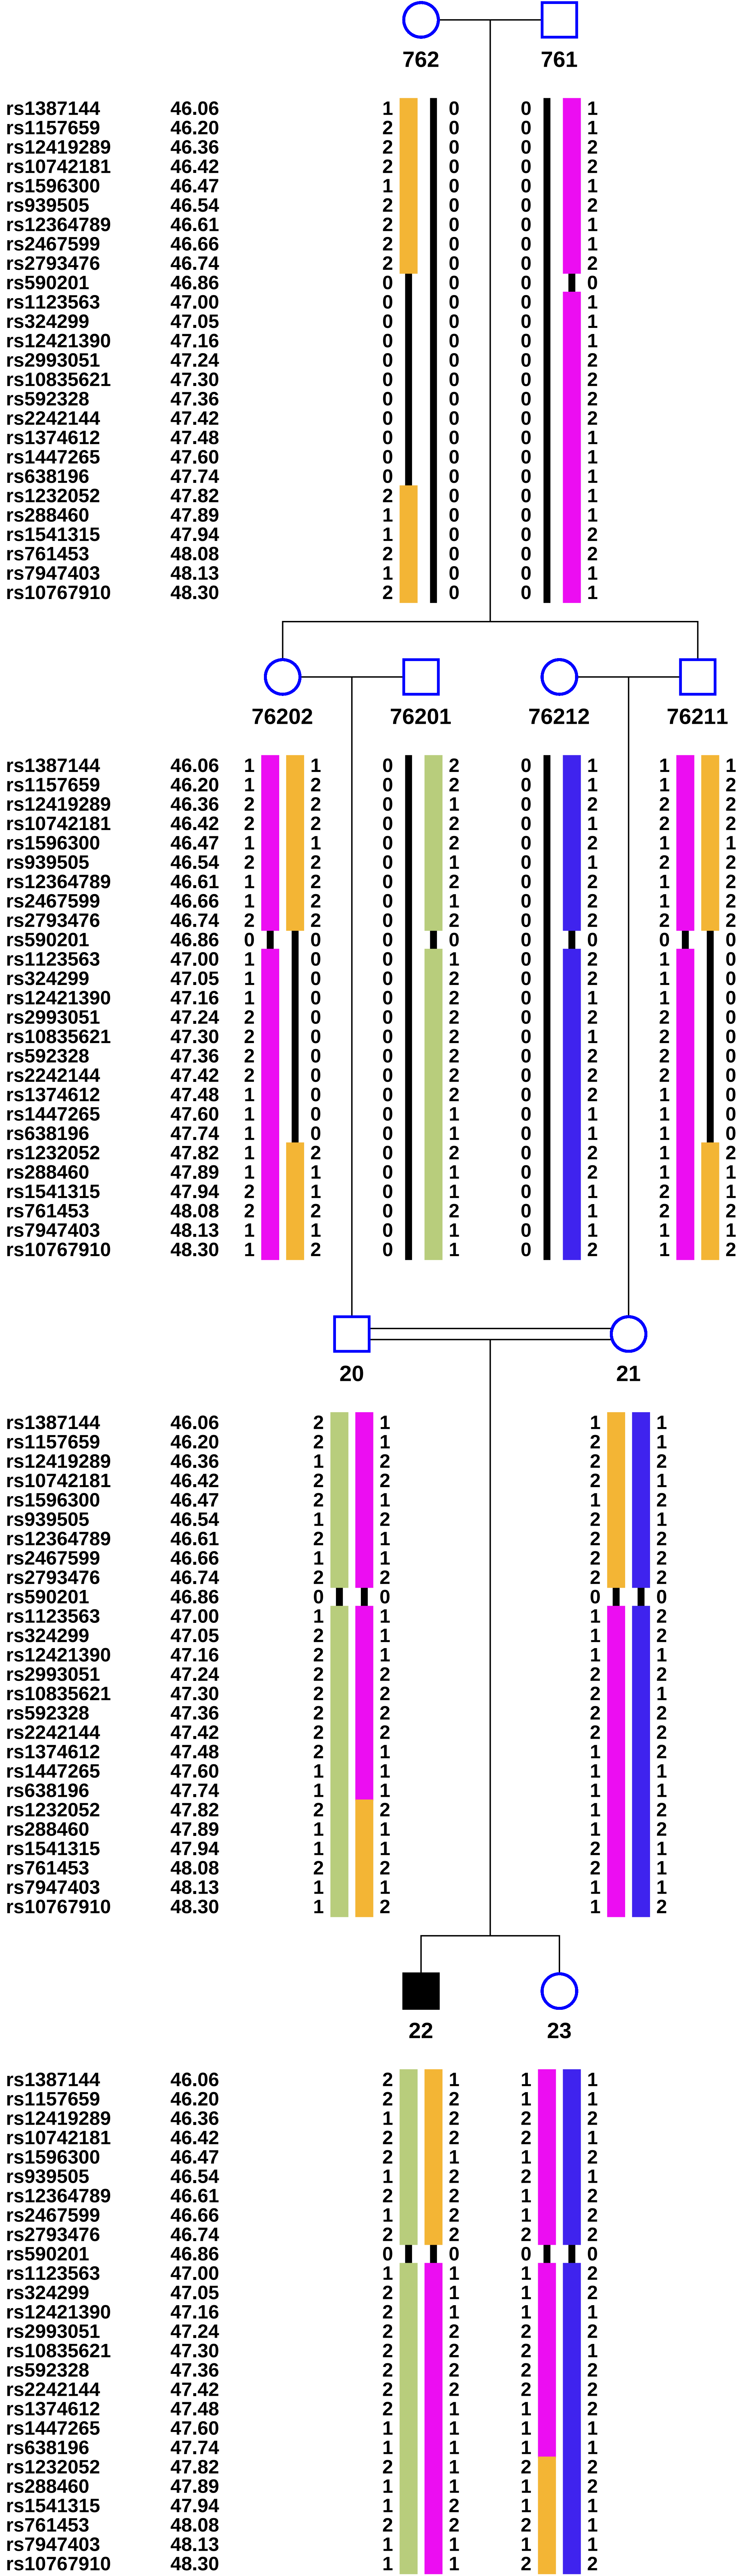 762 761
rs1387144 46.06 1 0 0 1
rs1157659 46.20 2 0 0 1
rs12419289 46.36 2 0 0 2
rs10742181 46.42 2 0 0 2
rs1596300 46.47 1 0 0 1
rs939505 46.54 2 0 0 2
rs12364789 46.61 2 0 0 1
rs2467599 46.66 2 0 0 1
rs2793476 46.74 2 0 0 2
rs590201 46.86 0 0 0 0
rs1123563 47.00 0 0 0 1
rs324299 47.05 0 0 0 1
rs12421390 47.16 0 0 0 1
rs2993051 47.24 0 0 0 2
rs10835621 47.30 0 0 0 2
rs592328 47.36 0 0 0 2
rs2242144 47.42 0 0 0 2
rs1374612 47.48 0 0 0 1
rs1447265 47.60 0 0 0 1
rs638196 47.74 0 0 0 1
rs1232052 47.82 2 0 0 1
rs288460 47.89 1 0 0 1
rs1541315 47.94 1 0 0 2
rs761453 48.08 2 0 0 2
rs7947403 48.13 1 0 0 1
rs10767910 48.30 2 0 0 1
76202 76201 76212 76211
rs1387144 46.06 1 1 0 2 0 1 1 1
rs1157659 46.20 1 2 0 2 0 1 1 2
rs12419289 46.36 2 2 0 1 0 2 2 2
rs10742181 46.42 2 2 0 2 0 1 2 2
rs1596300 46.47 1 1 0 2 0 2 1 1
rs939505 46.54 2 2 0 1 0 1 2 2
rs12364789 46.61 1 2 0 2 0 2 1 2
rs2467599 46.66 1 2 0 1 0 2 1 2
rs2793476 46.74 2 2 0 2 0 2 2 2
rs590201 46.86 0 0 0 0 0 0 0 0
rs1123563 47.00 1 0 0 1 0 2 1 0
rs324299 47.05 1 0 0 2 0 2 1 0
rs12421390 47.16 1 0 0 2 0 1 1 0
rs2993051 47.24 2 0 0 2 0 2 2 0
rs10835621 47.30 2 0 0 2 0 1 2 0
rs592328 47.36 2 0 0 2 0 2 2 0
rs2242144 47.42 2 0 0 2 0 2 2 0
rs1374612 47.48 1 0 0 2 0 2 1 0
rs1447265 47.60 1 0 0 1 0 1 1 0
rs638196 47.74 1 0 0 1 0 1 1 0
rs1232052 47.82 1 2 0 2 0 2 1 2
rs288460 47.89 1 1 0 1 0 2 1 1
rs1541315 47.94 2 1 0 1 0 1 2 1
rs761453 48.08 2 2 0 2 0 1 2 2
rs7947403 48.13 1 1 0 1 0 1 1 1
rs10767910 48.30 1 2 0 1 0 2 1 2
20 21
rs1387144 46.06 2 1 1 1
rs1157659 46.20 2 1 2 1
rs12419289 46.36 1 2 2 2
rs10742181 46.42 2 2 2 1
rs1596300 46.47 2 1 1 2
rs939505 46.54 1 2 2 1
rs12364789 46.61 2 1 2 2
rs2467599 46.66 1 1 2 2
rs2793476 46.74 2 2 2 2
rs590201 46.86 0 0 0 0
rs1123563 47.00 1 1 1 2
rs324299 47.05 2 1 1 2
rs12421390 47.16 2 1 1 1
rs2993051 47.24 2 2 2 2
rs10835621 47.30 2 2 2 1
rs592328 47.36 2 2 2 2
rs2242144 47.42 2 2 2 2
rs1374612 47.48 2 1 1 2
rs1447265 47.60 1 1 1 1
rs638196 47.74 1 1 1 1
rs1232052 47.82 2 2 1 2
rs288460 47.89 1 1 1 2
rs1541315 47.94 1 1 2 1
rs761453 48.08 2 2 2 1
rs7947403 48.13 1 1 1 1
rs10767910 48.30 1 2 1 2
22 23
rs1387144 46.06 2 1 1 1
rs1157659 46.20 2 2 1 1
rs12419289 46.36 1 2 2 2
rs10742181 46.42 2 2 2 1
rs1596300 46.47 2 1 1 2
rs939505 46.54 1 2 2 1
rs12364789 46.61 2 2 1 2
rs2467599 46.66 1 2 1 2
rs2793476 46.74 2 2 2 2
rs590201 46.86 0 0 0 0
rs1123563 47.00 1 1 1 2
rs324299 47.05 2 1 1 2
rs12421390 47.16 2 1 1 1
rs2993051 47.24 2 2 2 2
rs10835621 47.30 2 2 2 1
rs592328 47.36 2 2 2 2
rs2242144 47.42 2 2 2 2
rs1374612 47.48 2 1 1 2
rs1447265 47.60 1 1 1 1
rs638196 47.74 1 1 1 1
rs1232052 47.82 2 1 2 2
rs288460 47.89 1 1 1 2
rs1541315 47.94 1 2 1 1
rs761453 48.08 2 2 2 1
rs7947403 48.13 1 1 1 1
rs10767910 48.30 1 1 2 2